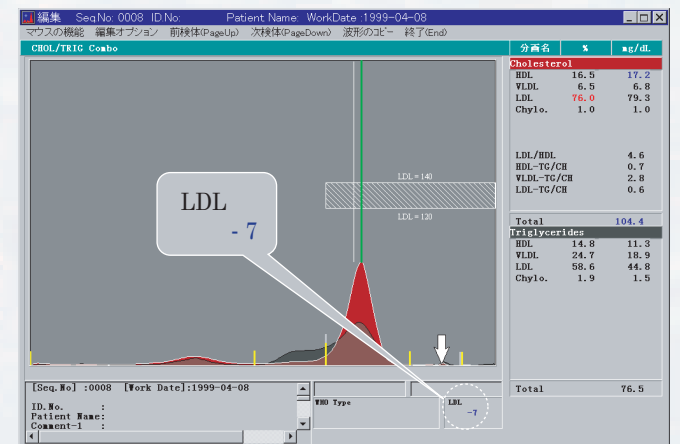 編集 Seq.No: 0008 ID.No: Patient Name: WorkDate :1999-04-08
マウスの機能 編集オプション 前検体(PageUp) 次検体(PageDown) 波形のコピー 終了(End)
CHOL/TRIG Combo
分画名 % mg/dL
Cholesterol
HDL 16.5 17.2
VLDL 6.5 6.8
LDL 76.0 79.3
Chylo. 1.0 1.0
LDL/HDL 4.6
HDL-TG/CH 0.7
VLDL-TG/CH 2.8
LDL-TG/CH 0.6
Total 104.4
Triglycerides
HDL 14.8 11.3
VLDL 24.7 18.9
LDL 58.6 44.8
Chylo. 1.9 1.5
Total 76.5
LDL=140
LDL=120
LDL
- 7
[Seq.No] :0008 [Work Date]:1999-04-08
ID.No. :
Patient Name:
Comment-1 :
WHO Type
LDL
-7